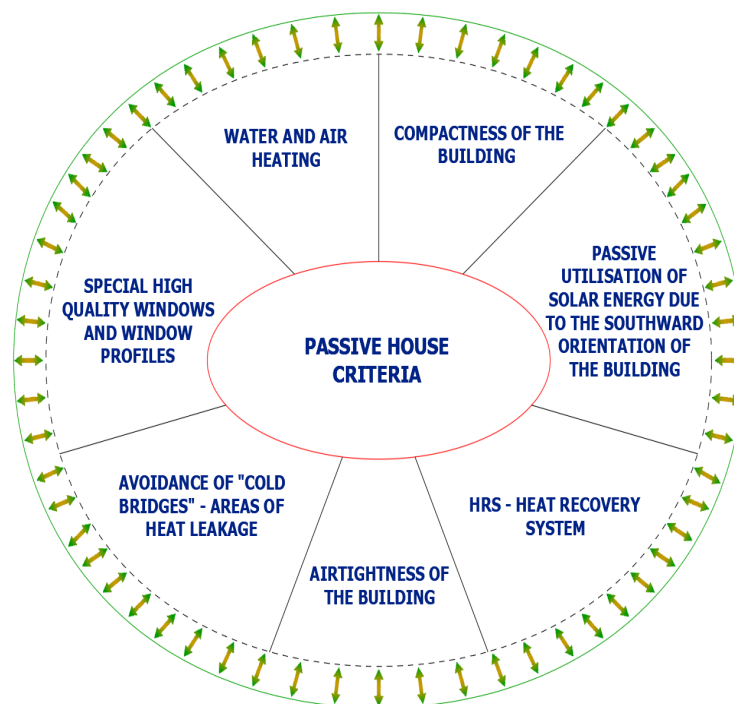 WATER AND AIR
HEATING
COMPACTNESS OF THE
BUILDING
PASSIVE
UTILISATION OF
SOLAR ENERGY DUE
TO THE SOUTHWARD
ORIENTATION OF
THE BUILDING
SPECIAL HIGH
QUALITY WINDOWS
AND WINDOW
PROFILES
PASSIVE HOUSE
CRITERIA
AVOIDANCE OF "COLD
BRIDGES" - AREAS OF
HEAT LEAKAGE
HRS - HEAT RECOVERY
SYSTEM
AIRTIGHTNESS OF
THE BUILDING